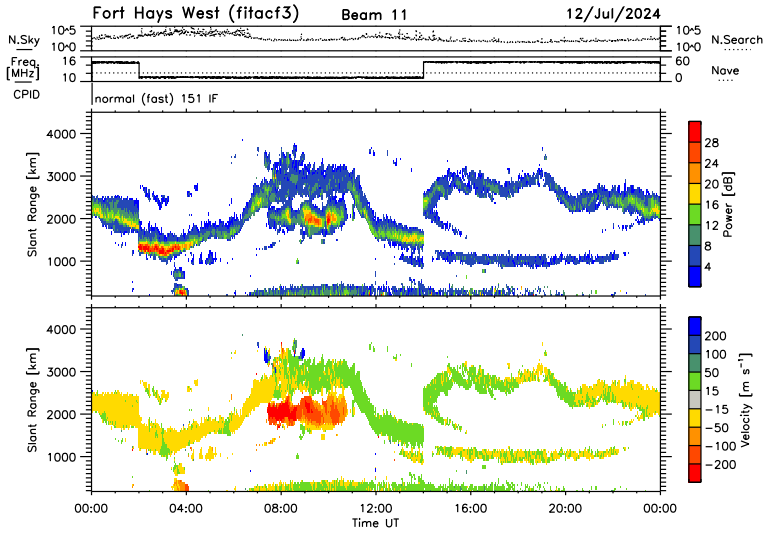 Fort Hays West (fitacf3) Beam 11 12/Jul/2024
N.Sky 10^5 10^0 10^5 10^0 N.Search
Freq. [MHz] 16 10 60 0 Nave
CPID normal (fast) 151 IF
Slant Range [km] 4000 3000 2000 1000
28 24 20 16 12 8 4 Power [dB]
Slant Range [km] 4000 3000 2000 1000
200 100 50 15 -15 -50 -100 -200 Velocity [m s⁻¹]
00:00 04:00 08:00 12:00 16:00 20:00 00:00
Time UT